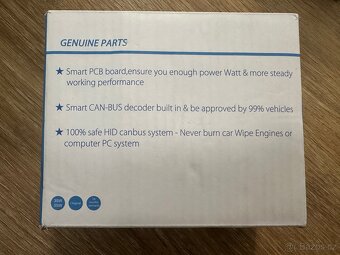 GENUINE PARTS
Smart PCB board,ensure you enough power Watt & more steady
working performance
Smart CAN-BUS decoder built in & be approved by 99% vehicles
100% safe HID canbus system - Never burn car Wipe Engines or
computer PC system